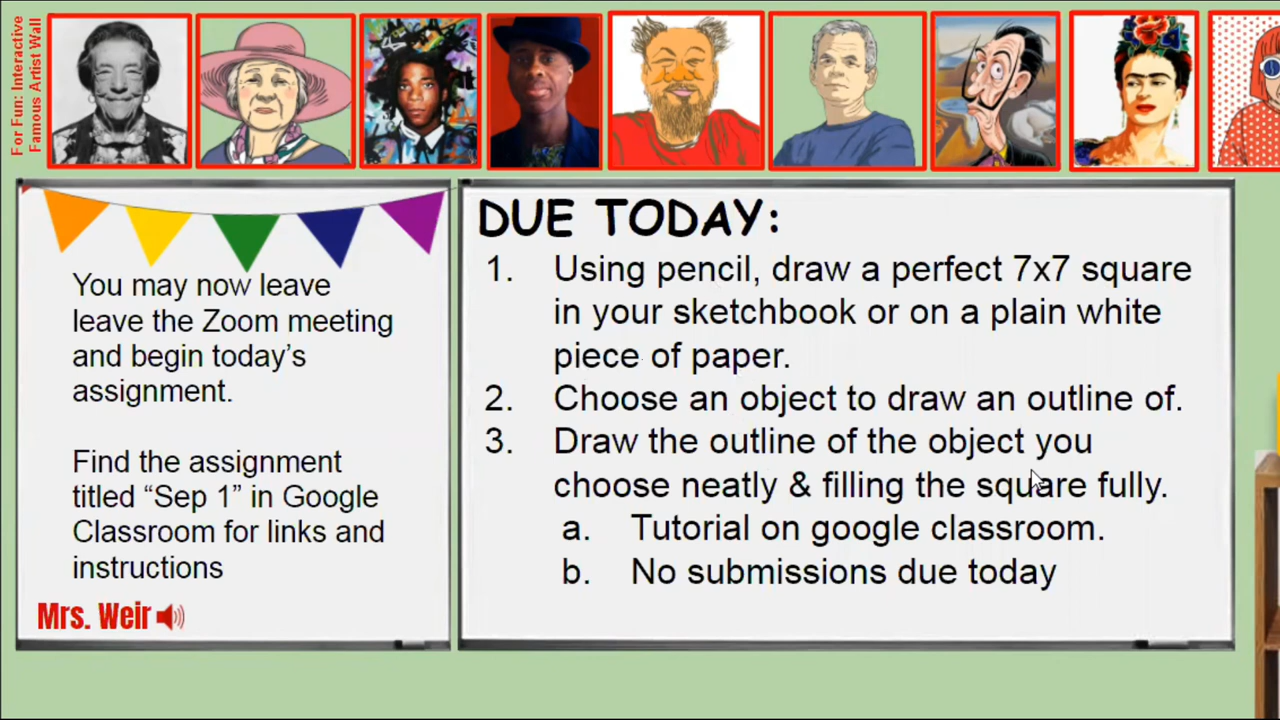 For Fun: Interactive
Famous Artist Wall
You may now leave
leave the Zoom meeting
and begin today's
assignment.
Find the assignment
titled “Sep 1” in Google
Classroom for links and
instructions
Mrs. Weir
DUE TODAY:
1. Using pencil, draw a perfect 7x7 square
in your sketchbook or on a plain white
piece of paper.
2. Choose an object to draw an outline of.
3. Draw the outline of the object you
choose neatly & filling the square fully.
a. Tutorial on google classroom.
b. No submissions due today